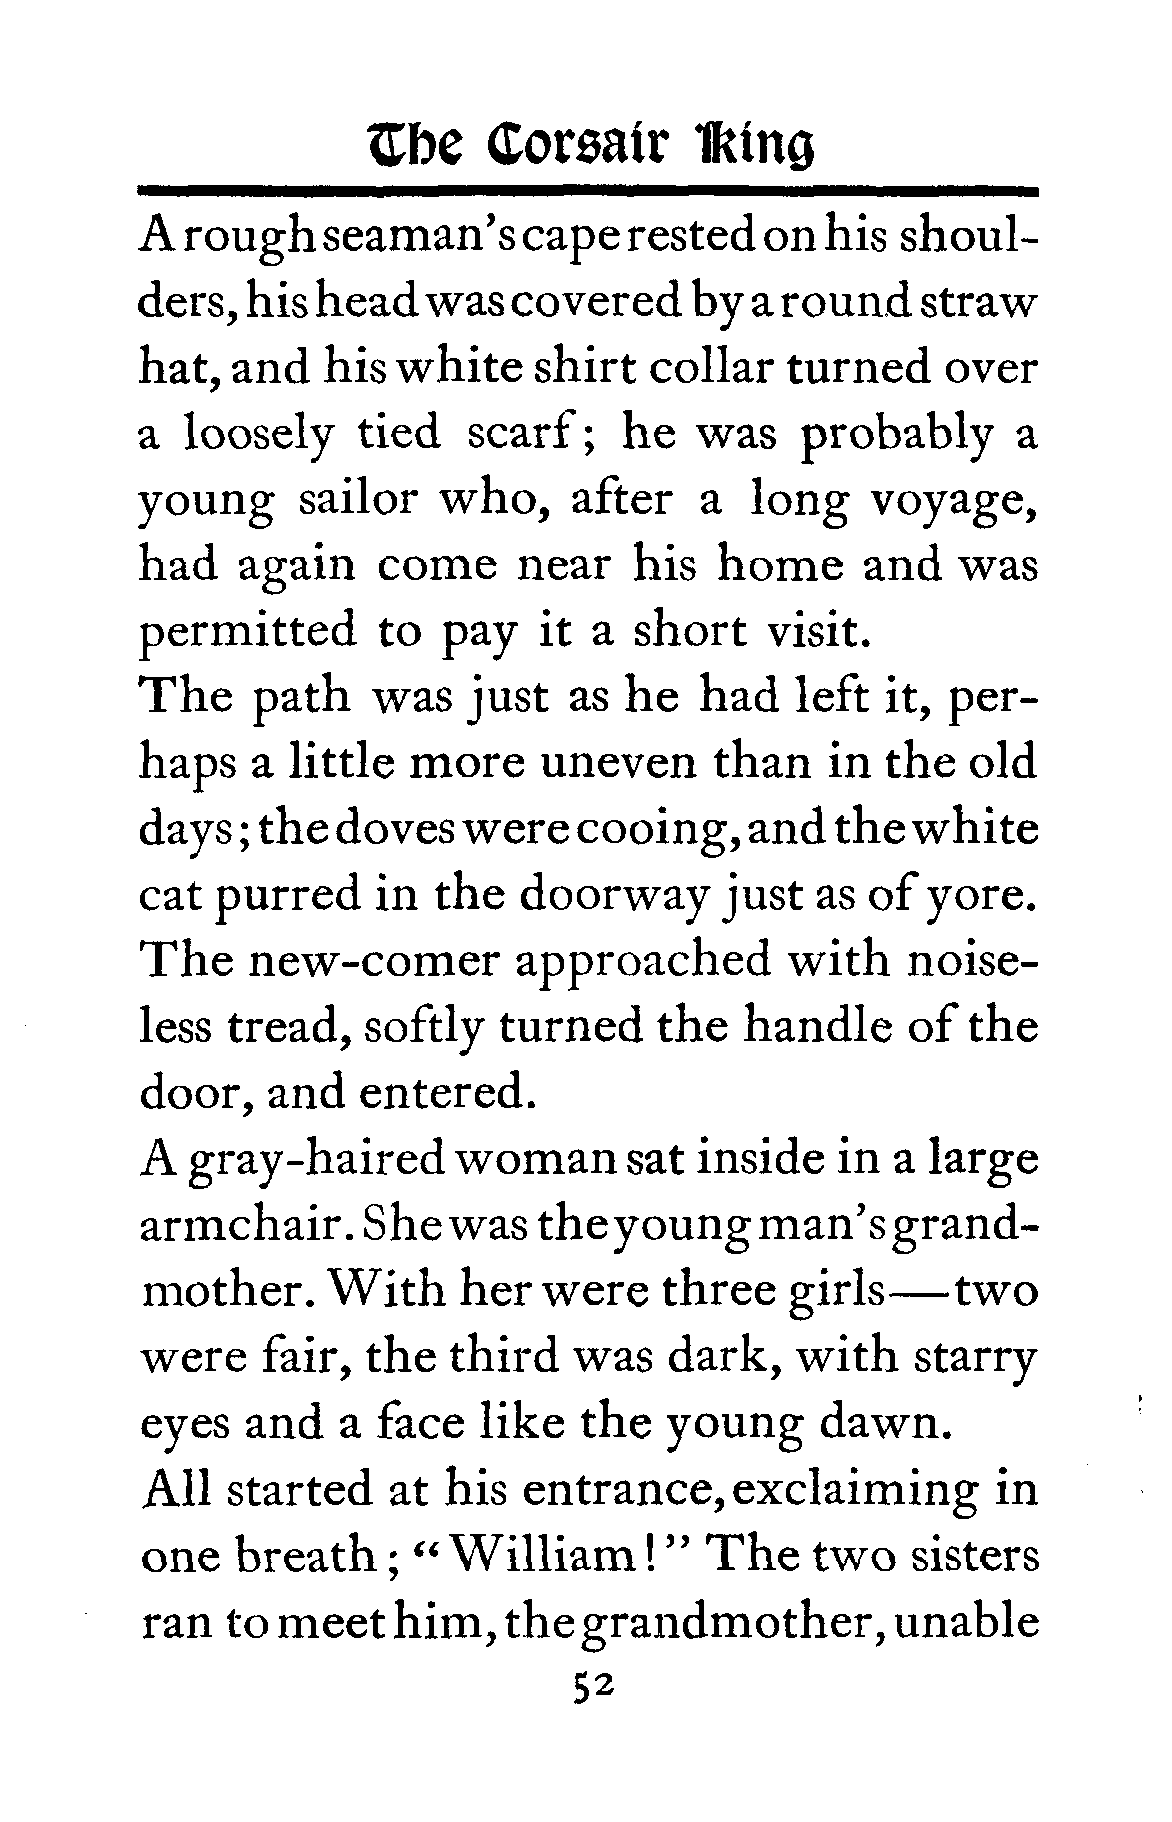 The Corsair King
A rough seaman's cape rested on his shoul-
ders, his head was covered by a round straw
hat, and his white shirt collar turned over
a loosely tied scarf; he was probably a
young sailor who, after a long voyage,
had again come near his home and was
permitted to pay it a short visit.
The path was just as he had left it, per-
haps a little more uneven than in the old
days; the doves were cooing, and the white
cat purred in the doorway just as of yore.
The new-comer approached with noise-
less tread, softly turned the handle of the
door, and entered.
A gray-haired woman sat inside in a large
armchair. She was the young man's grand-
mother. With her were three girls—two
were fair, the third was dark, with starry
eyes and a face like the young dawn.
All started at his entrance, exclaiming in
one breath; "William!" The two sisters
ran to meet him, the grandmother, unable
52